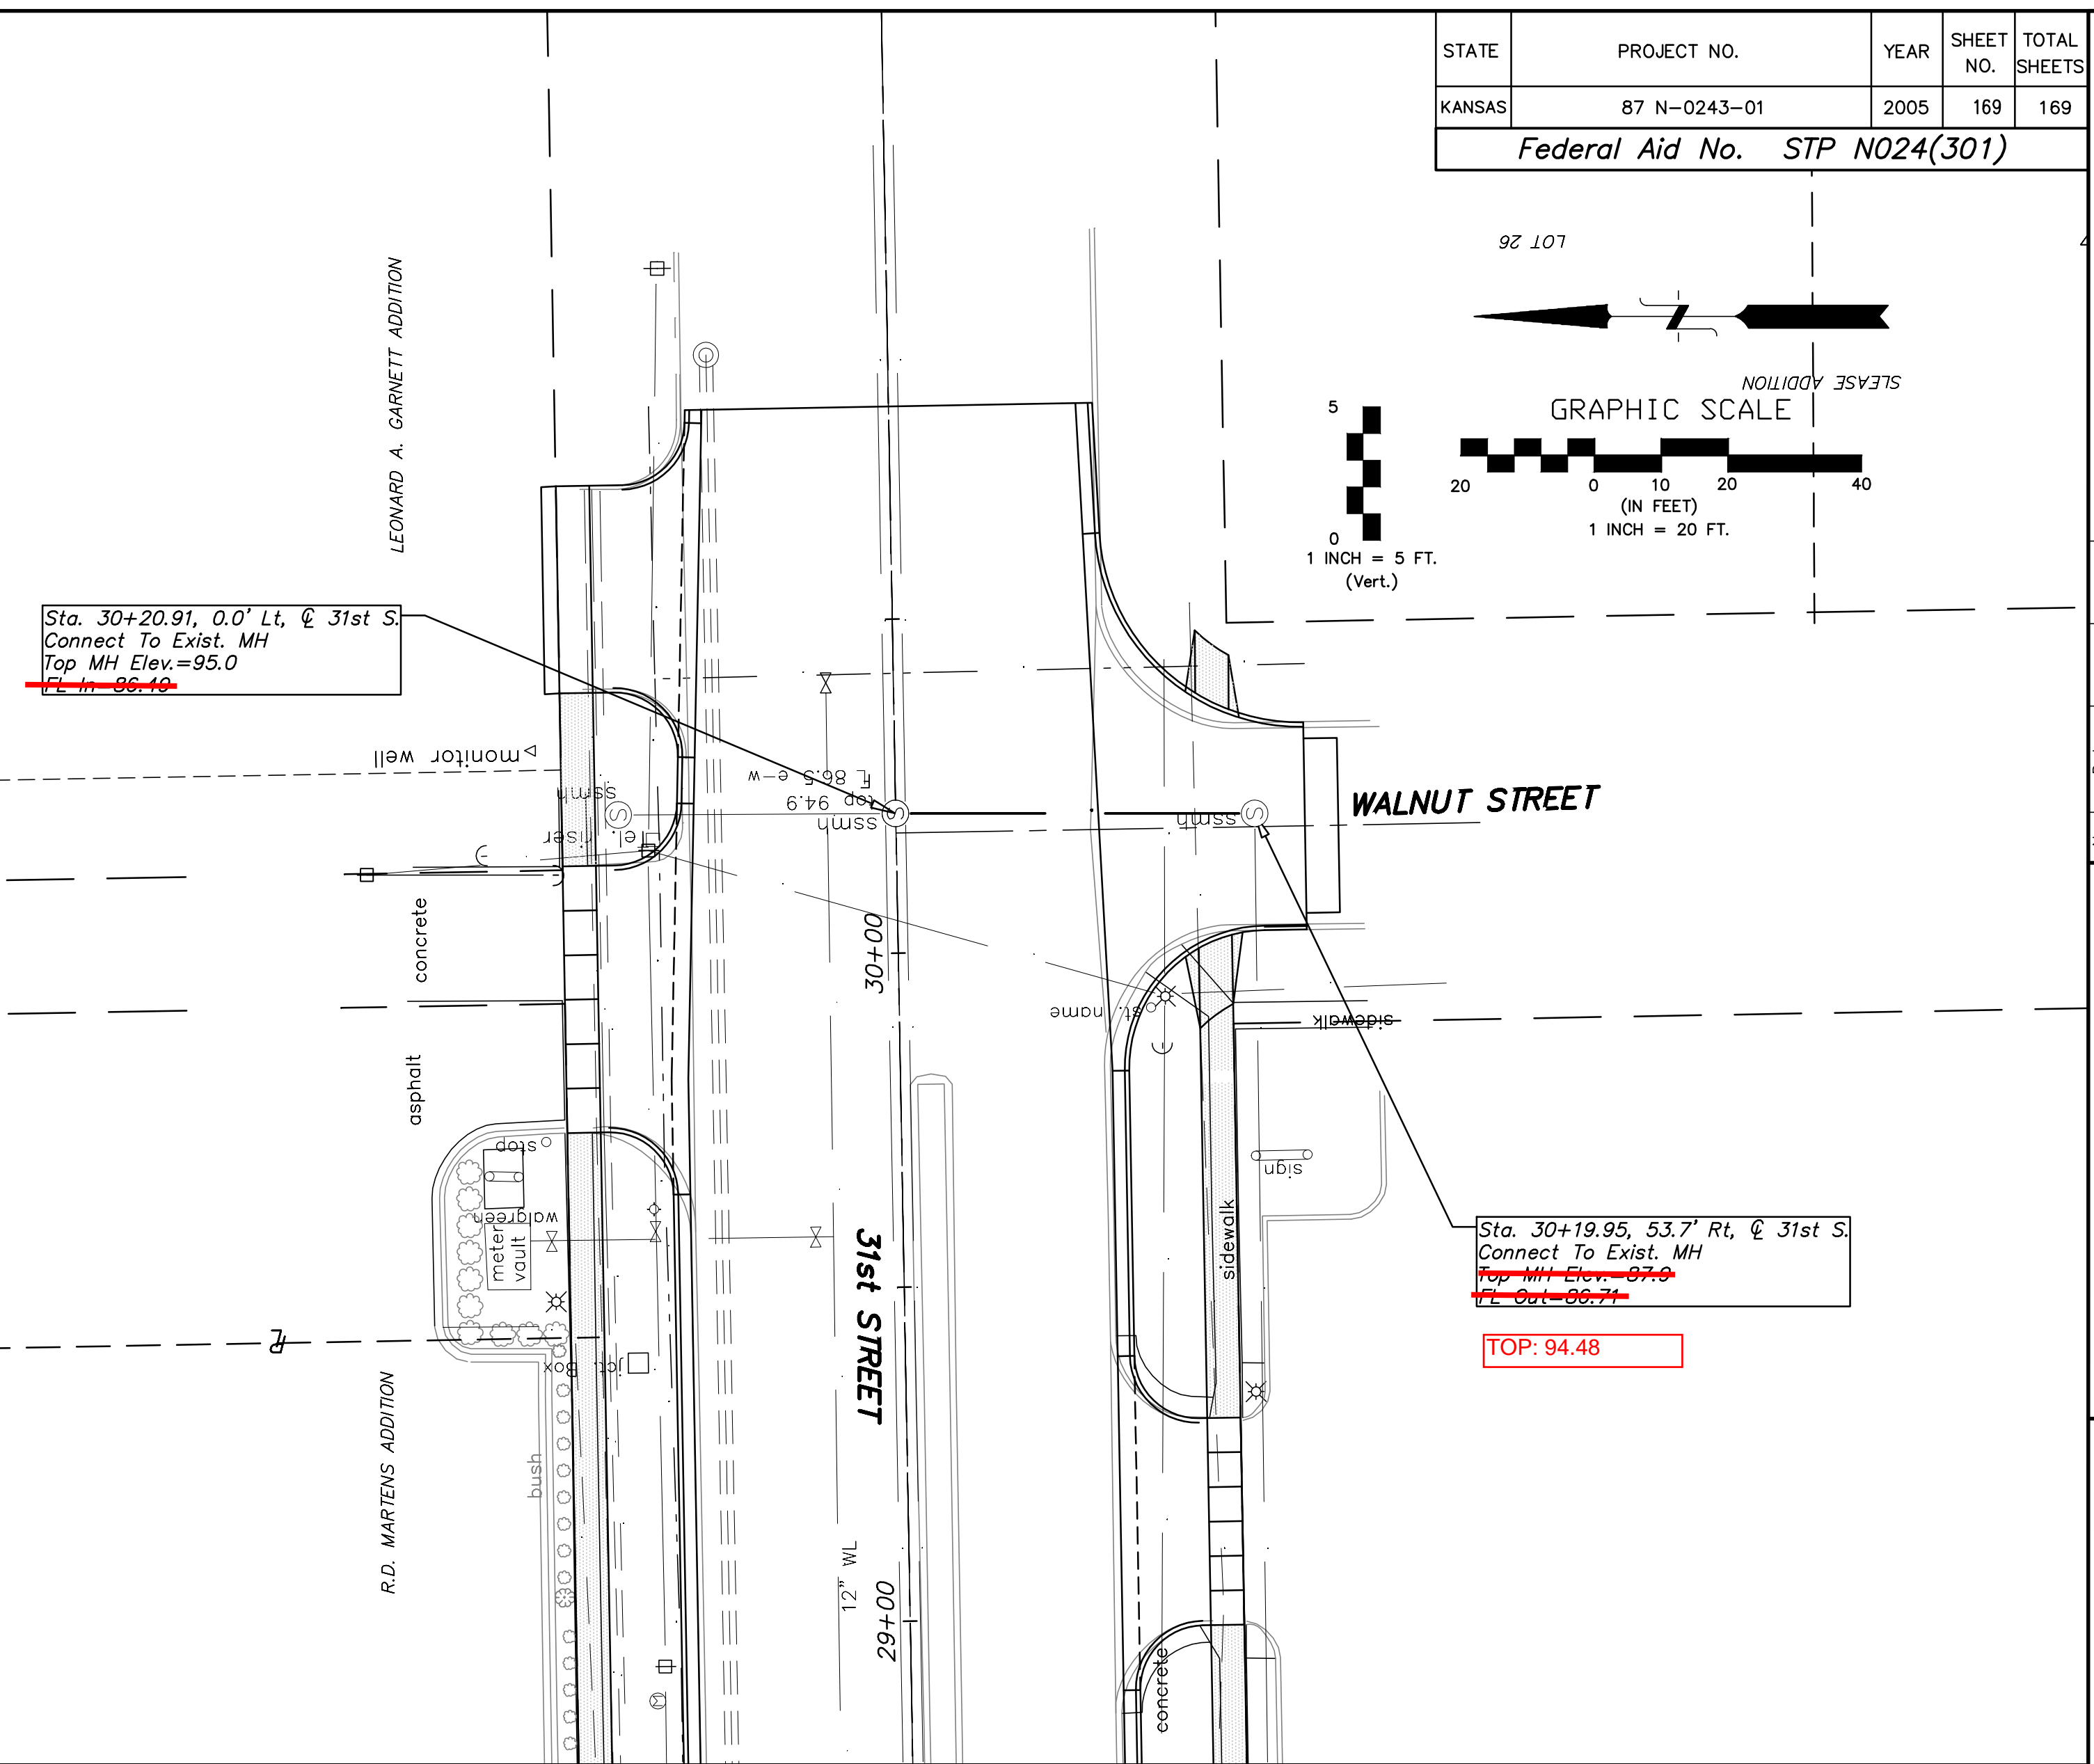 STATE PROJECT NO. YEAR SHEET NO. TOTAL SHEETS
KANSAS 87 N-0243-01 2005 169 169
Federal Aid No. STP N024(301)
LOT 26
SLEASE ADDITION
GRAPHIC SCALE
20 0 10 20 40
(IN FEET)
1 INCH = 20 FT.
5
0
1 INCH = 5 FT.
(Vert.)
LEONARD A. GARNETT ADDITION
Sta. 30+20.91, 0.0' Lt, ℄ 31st S.
Connect To Exist. MH
Top MH Elev.=95.0
FL In=86.49
monitor well
ssmh
tel. riser
FL 86.5 e-w
top 94.9
ssmh
ssmh
WALNUT STREET
30+00
concrete
asphalt
st. name
sidewalk
stop
walgreen
meter
vault
sign
sidewalk
31st STREET
Sta. 30+19.95, 53.7' Rt, ℄ 31st S.
Connect To Exist. MH
Top MH Elev.=87.9
FL Out=86.71
TOP: 94.48
jct. Box
R.D. MARTENS ADDITION
bush
12" WL
29+00
concrete